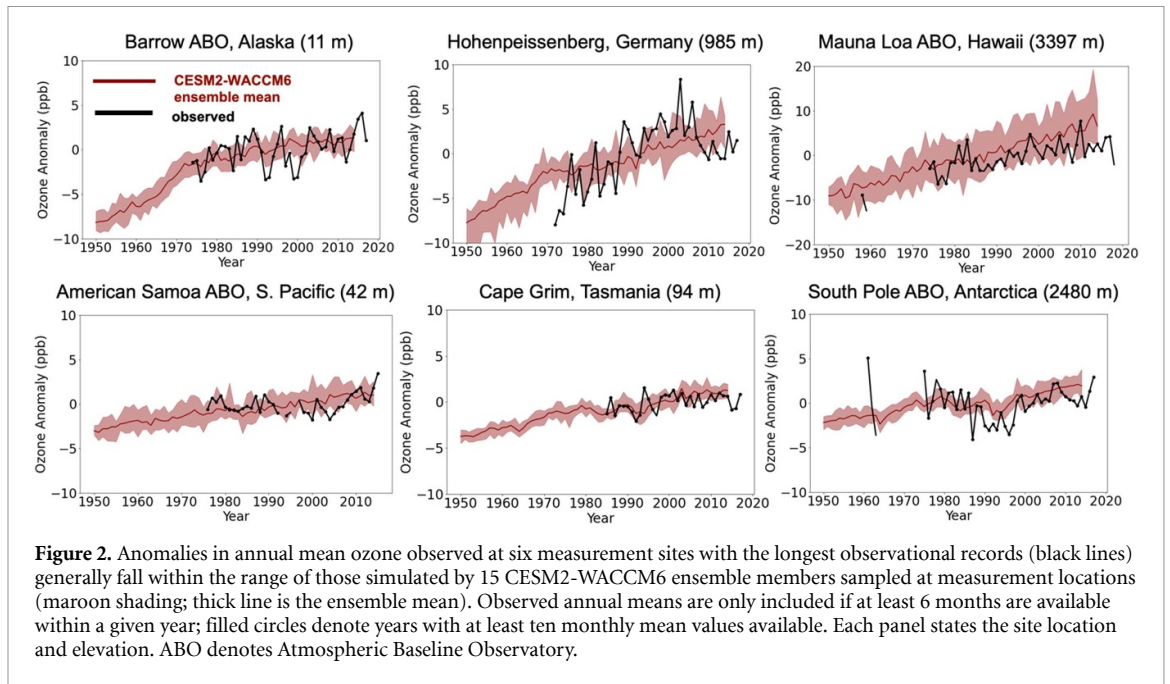 Barrow ABO, Alaska (11 m)
Hohenpeissenberg, Germany (985 m)
Mauna Loa ABO, Hawaii (3397 m)
Ozone Anomaly (ppb)
10
5
0
−5
−10
CESM2-WACCM6
ensemble mean
observed
1950 1960 1970 1980 1990 2000 2010 2020
Year
Ozone Anomaly (ppb)
10
5
0
−5
−10
1950 1960 1970 1980 1990 2000 2010 2020
Year
Ozone Anomaly (ppb)
20
10
0
−10
−20
1950 1960 1970 1980 1990 2000 2010 2020
Year
American Samoa ABO, S. Pacific (42 m)
Cape Grim, Tasmania (94 m)
South Pole ABO, Antarctica (2480 m)
Ozone Anomaly (ppb)
10
5
0
−5
−10
1950 1960 1970 1980 1990 2000 2010
Year
Ozone Anomaly (ppb)
10
5
0
−5
−10
1950 1960 1970 1980 1990 2000 2010 2020
Year
Ozone Anomaly (ppb)
10
5
0
−5
−10
1950 1960 1970 1980 1990 2000 2010 2020
Year
Figure 2. Anomalies in annual mean ozone observed at six measurement sites with the longest observational records (black lines)
generally fall within the range of those simulated by 15 CESM2-WACCM6 ensemble members sampled at measurement locations
(maroon shading; thick line is the ensemble mean). Observed annual means are only included if at least 6 months are available
within a given year; filled circles denote years with at least ten monthly mean values available. Each panel states the site location
and elevation. ABO denotes Atmospheric Baseline Observatory.